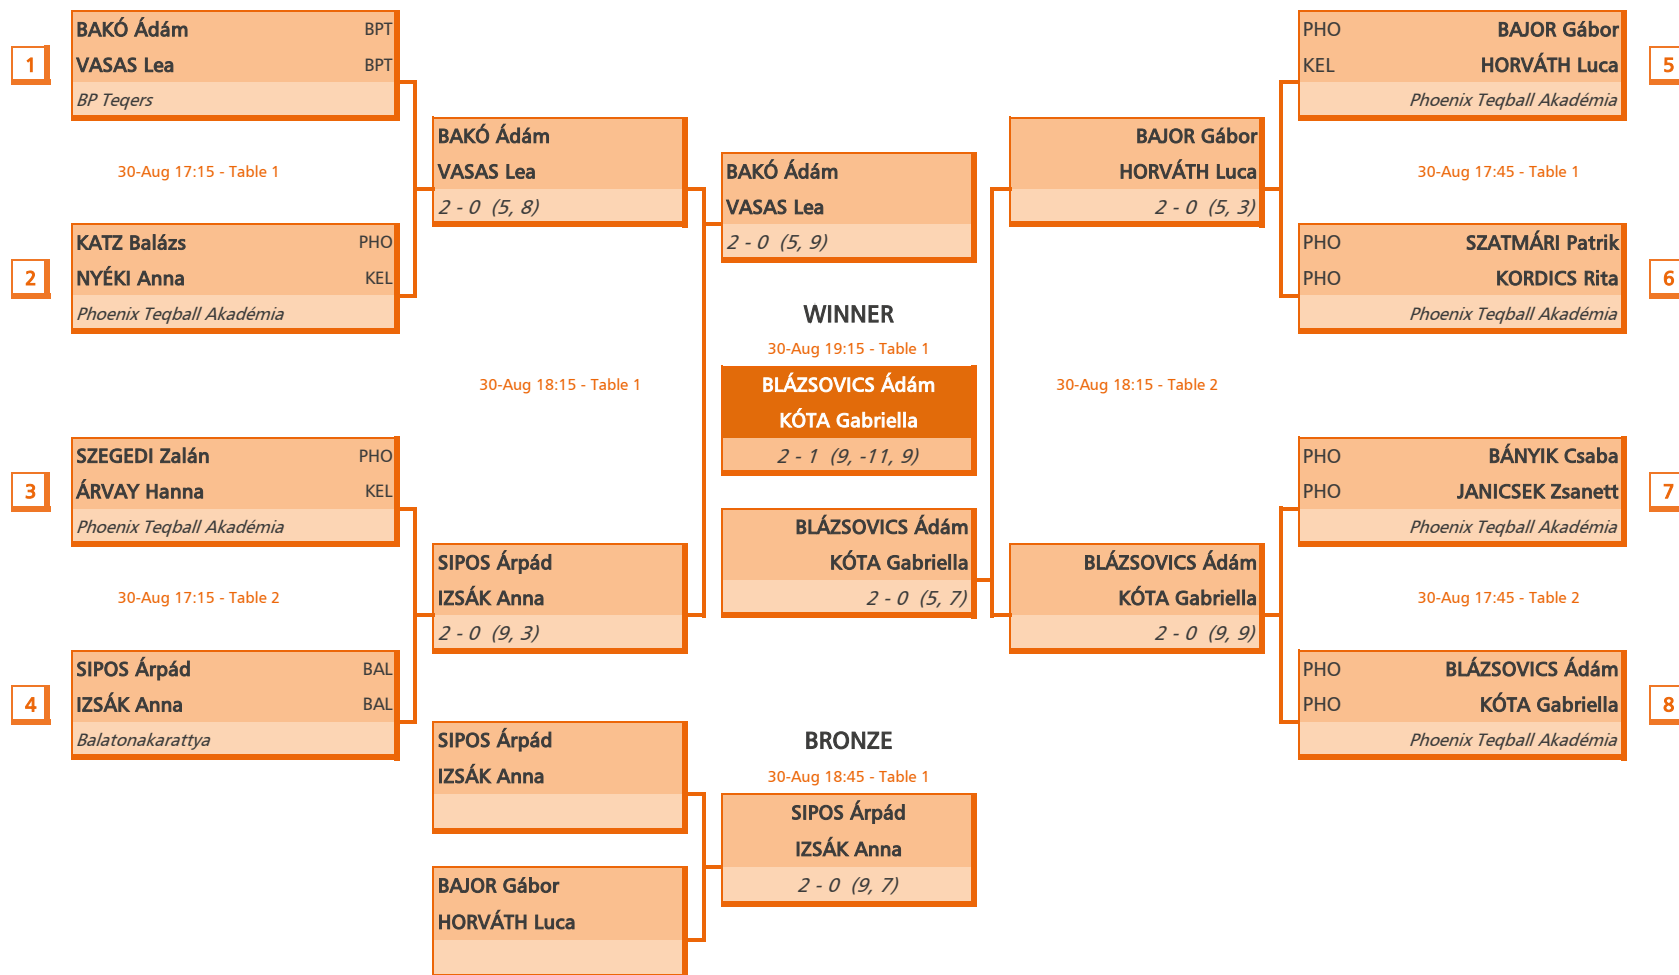 1
BAKÓ Ádám BPT
VASAS Lea BPT
BP Teqers
30-Aug 17:15 - Table 1
2
KATZ Balázs PHO
NYÉKI Anna KEL
Phoenix Teqball Akadémia
3
SZEGEDI Zalán PHO
ÁRVAY Hanna KEL
Phoenix Teqball Akadémia
30-Aug 17:15 - Table 2
4
SIPOS Árpád BAL
IZSÁK Anna BAL
Balatonakarattya
BAKÓ Ádám
VASAS Lea
2 - 0 (5, 8)
30-Aug 18:15 - Table 1
SIPOS Árpád
IZSÁK Anna
2 - 0 (9, 3)
SIPOS Árpád
IZSÁK Anna
BAJOR Gábor
HORVÁTH Luca
BAKÓ Ádám
VASAS Lea
2 - 0 (5, 9)
WINNER
30-Aug 19:15 - Table 1
BLÁZSOVICS Ádám
KÓTA Gabriella
2 - 1 (9, -11, 9)
BLÁZSOVICS Ádám
KÓTA Gabriella
2 - 0 (5, 7)
BRONZE
30-Aug 18:45 - Table 1
SIPOS Árpád
IZSÁK Anna
2 - 0 (9, 7)
BAJOR Gábor
HORVÁTH Luca
2 - 0 (5, 3)
30-Aug 18:15 - Table 2
BLÁZSOVICS Ádám
KÓTA Gabriella
2 - 0 (9, 9)
PHO BAJOR Gábor
KEL HORVÁTH Luca
Phoenix Teqball Akadémia
5
30-Aug 17:45 - Table 1
PHO SZATMÁRI Patrik
PHO KORDICS Rita
Phoenix Teqball Akadémia
6
PHO BÁNYIK Csaba
PHO JANICSEK Zsanett
Phoenix Teqball Akadémia
7
30-Aug 17:45 - Table 2
PHO BLÁZSOVICS Ádám
PHO KÓTA Gabriella
Phoenix Teqball Akadémia
8